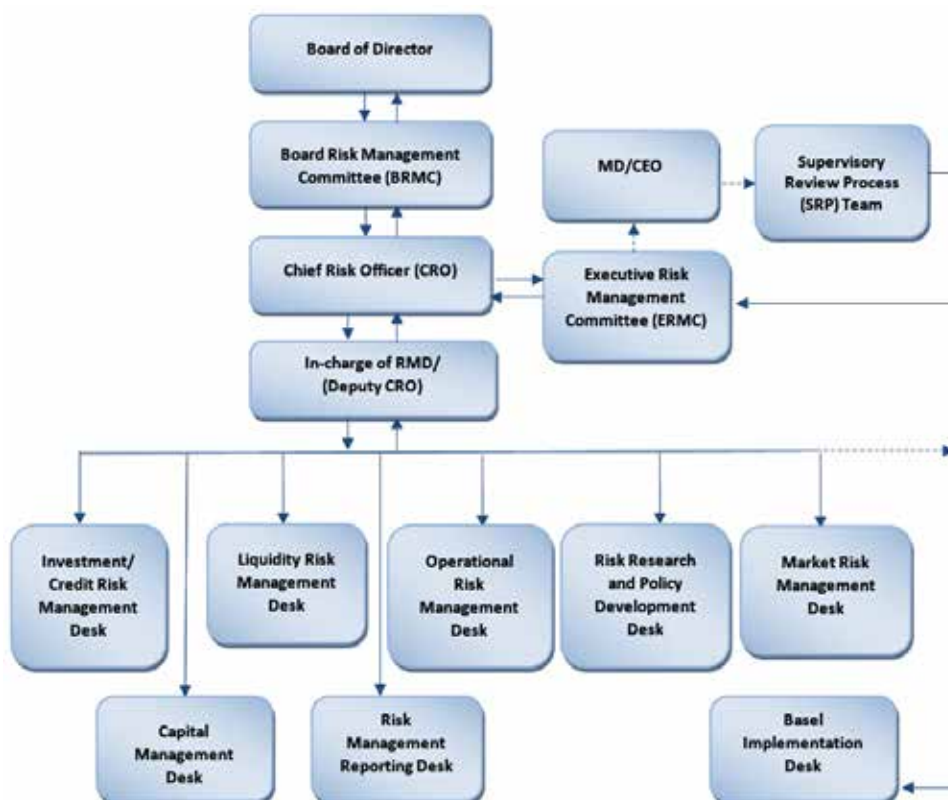 Board of Director
Board Risk Management
Committee (BRMC)
MD/CEO
Supervisory
Review Process
(SRP) Team
Chief Risk Officer (CRO)
Executive Risk
Management
Committee (ERMC)
In-charge of RMD/
(Deputy CRO)
Investment/
Credit Risk
Management
Desk
Liquidity Risk
Management
Desk
Operational
Risk
Management
Desk
Risk Research
and Policy
Development
Desk
Market Risk
Management
Desk
Capital
Management
Desk
Risk
Management
Reporting Desk
Basel
Implementation
Desk